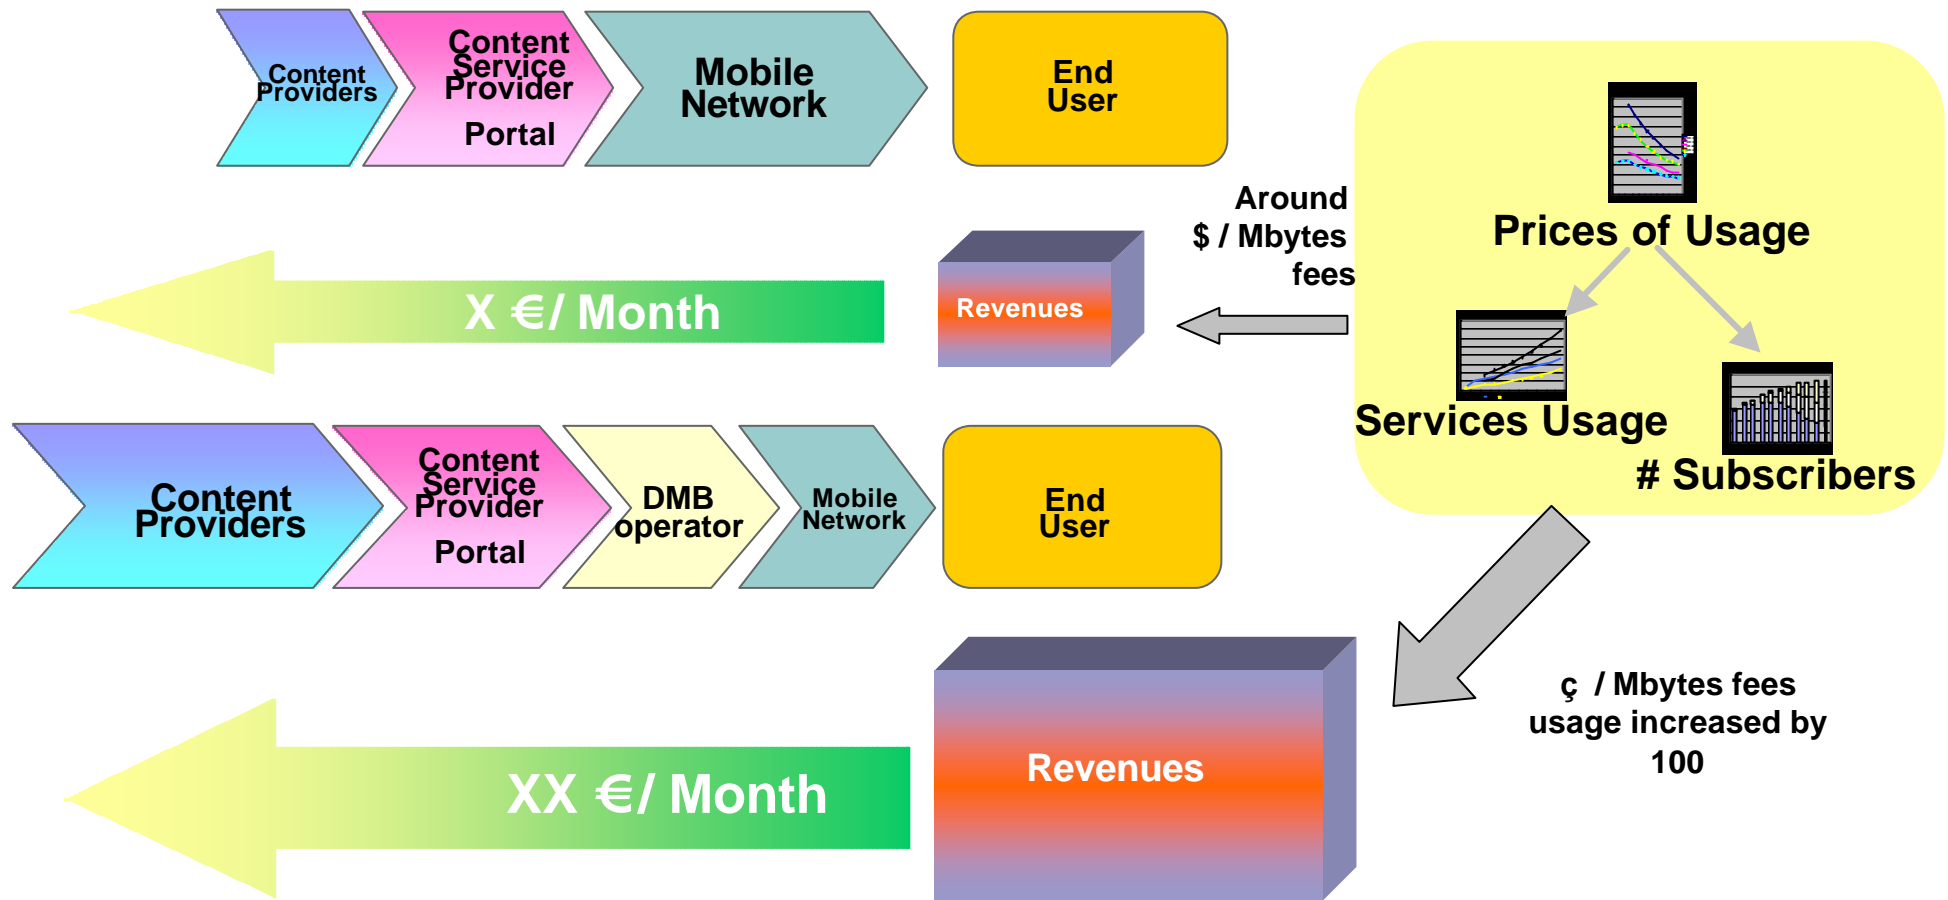 Content
Providers
Content
Service
Provider
Portal
Mobile
Network
End
User
Around
$ / Mbytes
fees
Prices of Usage
X €/ Month
Revenues
Services Usage
# Subscribers
Content
Providers
Content
Service
Provider
Portal
DMB
operator
Mobile
Network
End
User
XX €/ Month
Revenues
ç / Mbytes fees
usage increased by
100